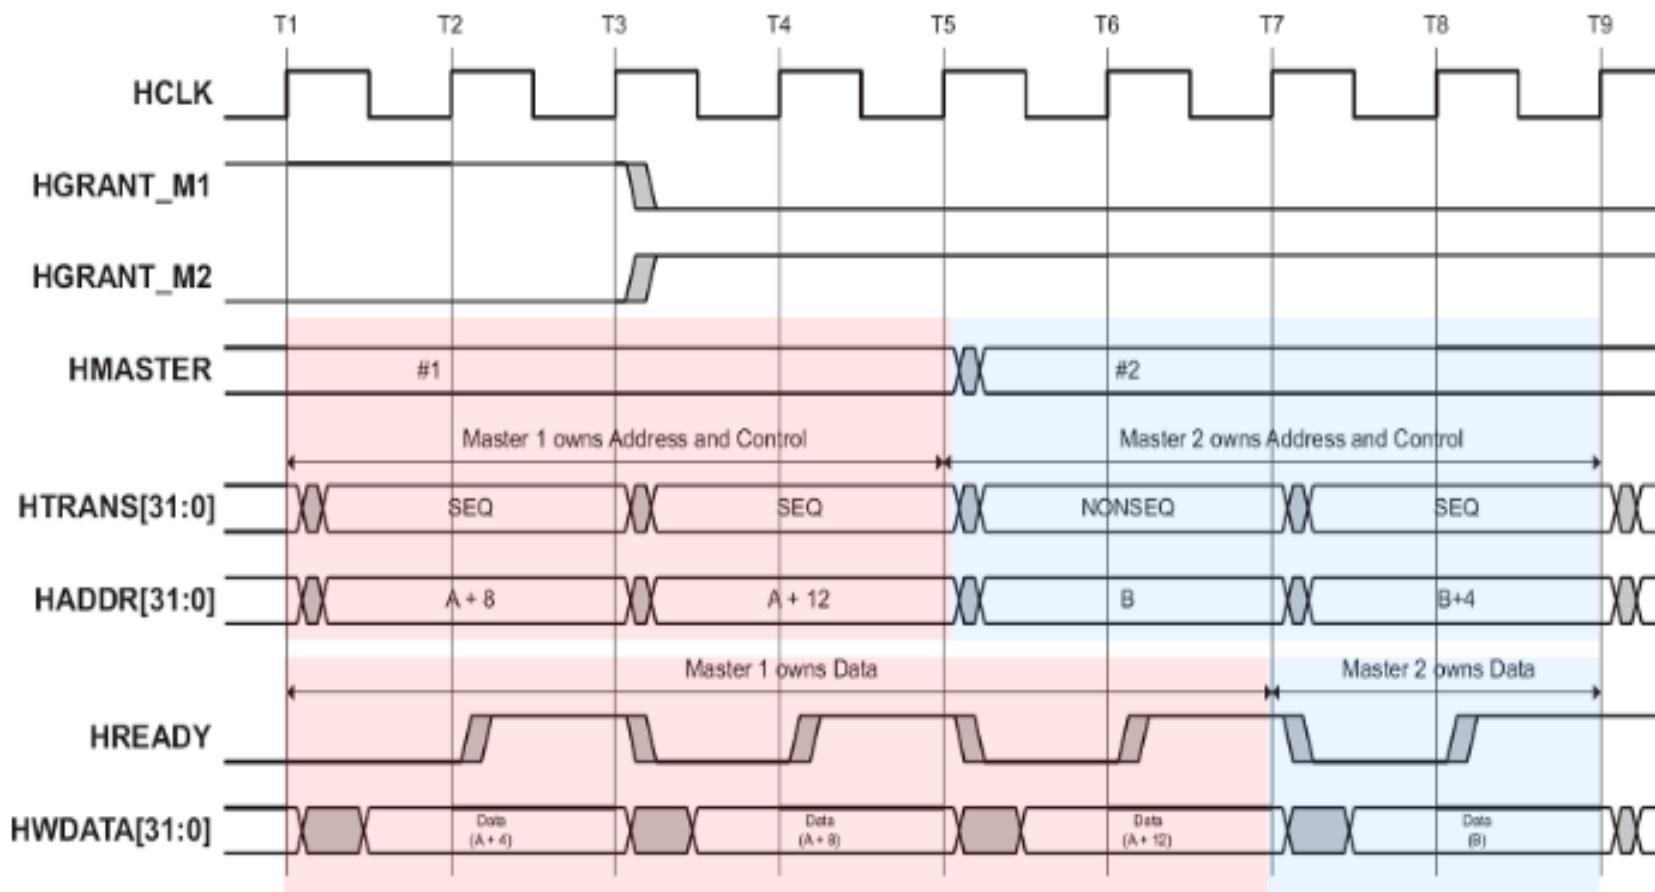 T1 T2 T3 T4 T5 T6 T7 T8 T9
HCLK
HGRANT_M1
HGRANT_M2
HMASTER #1 #2
Master 1 owns Address and Control Master 2 owns Address and Control
HTRANS[31:0] SEQ SEQ NONSEQ SEQ
HADDR[31:0] A + 8 A + 12 B B+4
Master 1 owns Data Master 2 owns Data
HREADY
HWDATA[31:0] Data Data Data Data
(A + 4) (A + 8) (A + 12) (B)